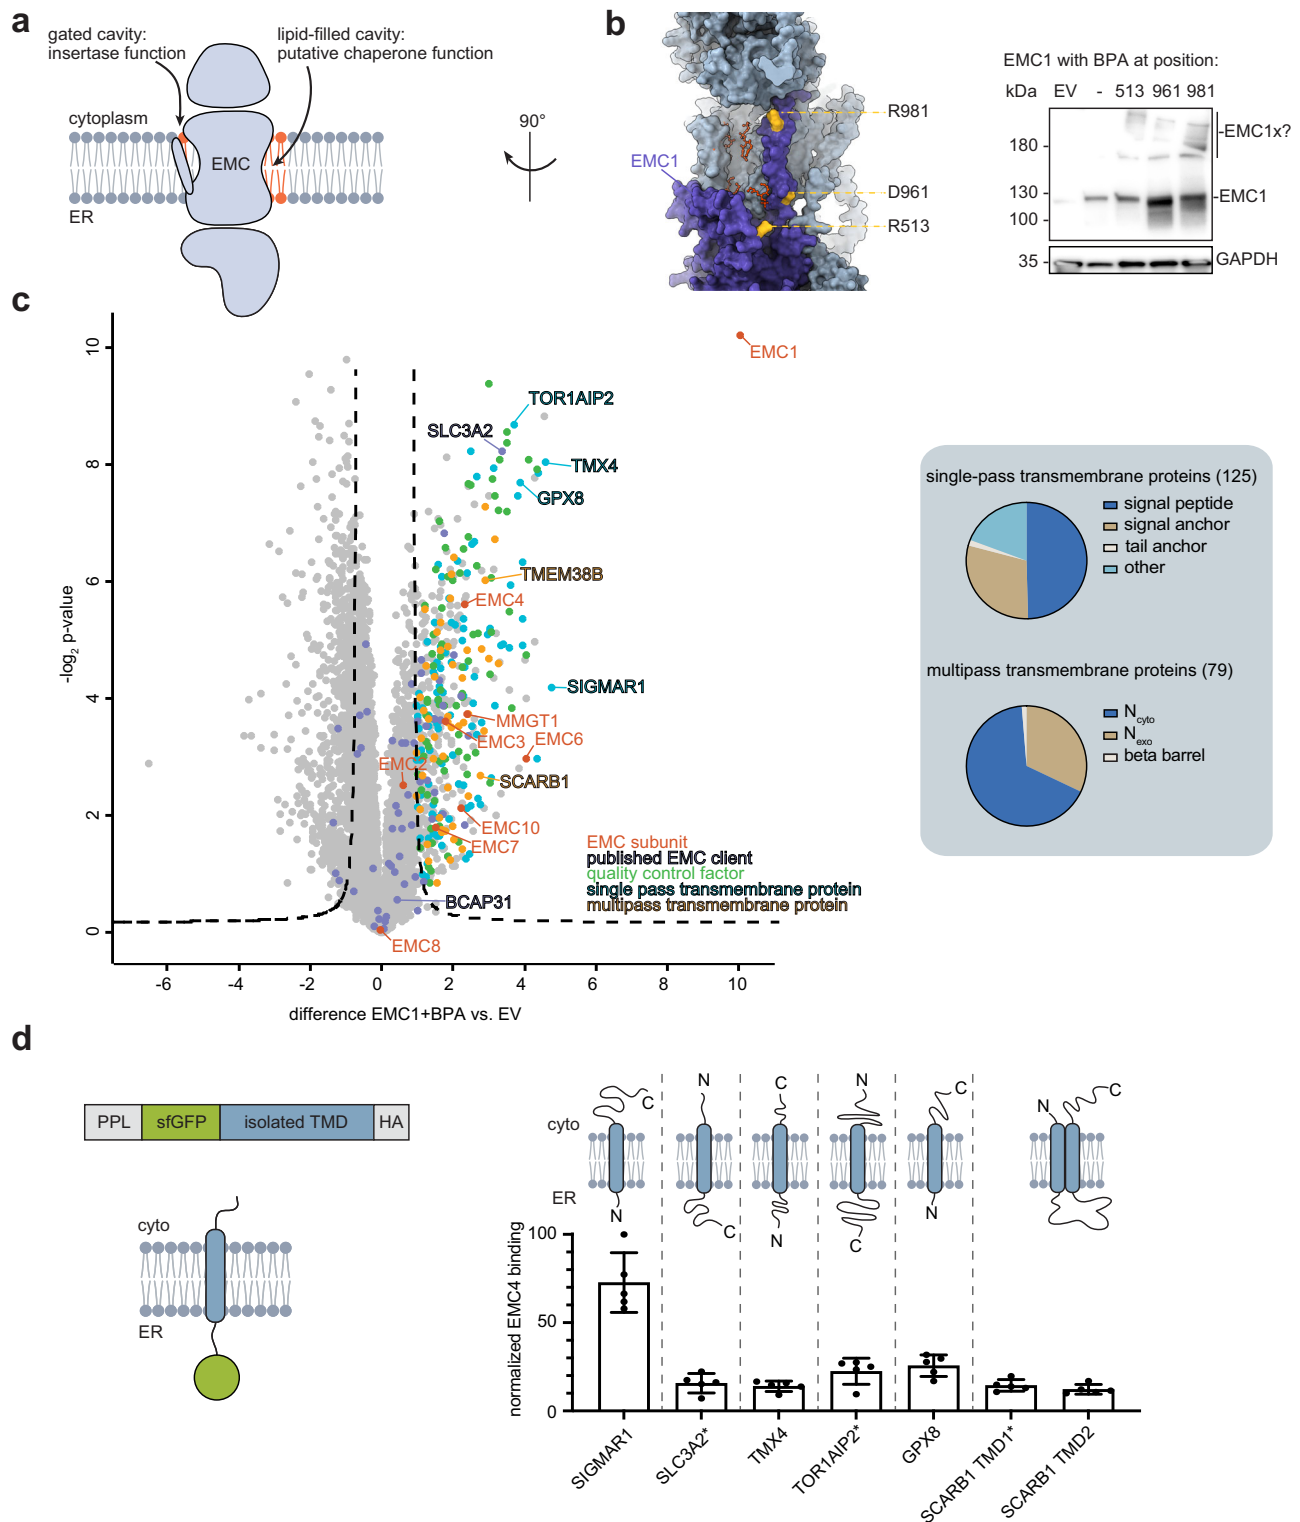 a
gated cavity:
insertase function
lipid-filled cavity:
putative chaperone function
cytoplasm
EMC
ER
90°
b
EMC1
R981
D961
R513
EMC1 with BPA at position:
kDa EV - 513 961 981
180
130
100
35
-EMC1x?
-EMC1
GAPDH
c
-log2 p-value
10
8
6
4
2
0
-6 -4 -2 0 2 4 6 8 10
difference EMC1+BPA vs. EV
EMC1
TOR1AIP2
SLC3A2
TMX4
GPX8
TMEM38B
EMC4
SIGMAR1
MMGT1
EMC3
EMC6
EMC2
SCARB1
EMC10
EMC7
BCAP31
EMC8
EMC subunit
published EMC client
quality control factor
single pass transmembrane protein
multipass transmembrane protein
single-pass transmembrane proteins (125)
signal peptide
signal anchor
tail anchor
other
multipass transmembrane proteins (79)
Ncyto
Nexo
beta barrel
d
PPL sfGFP isolated TMD HA
cyto
ER
cyto
ER
C
N
N
C
C
N
N
C
C
N
N
C
normalized EMC4 binding
100
50
0
SIGMAR1
SLC3A2*
TMX4
TOR1AIP2*
GPX8
SCARB1 TMD1*
SCARB1 TMD2